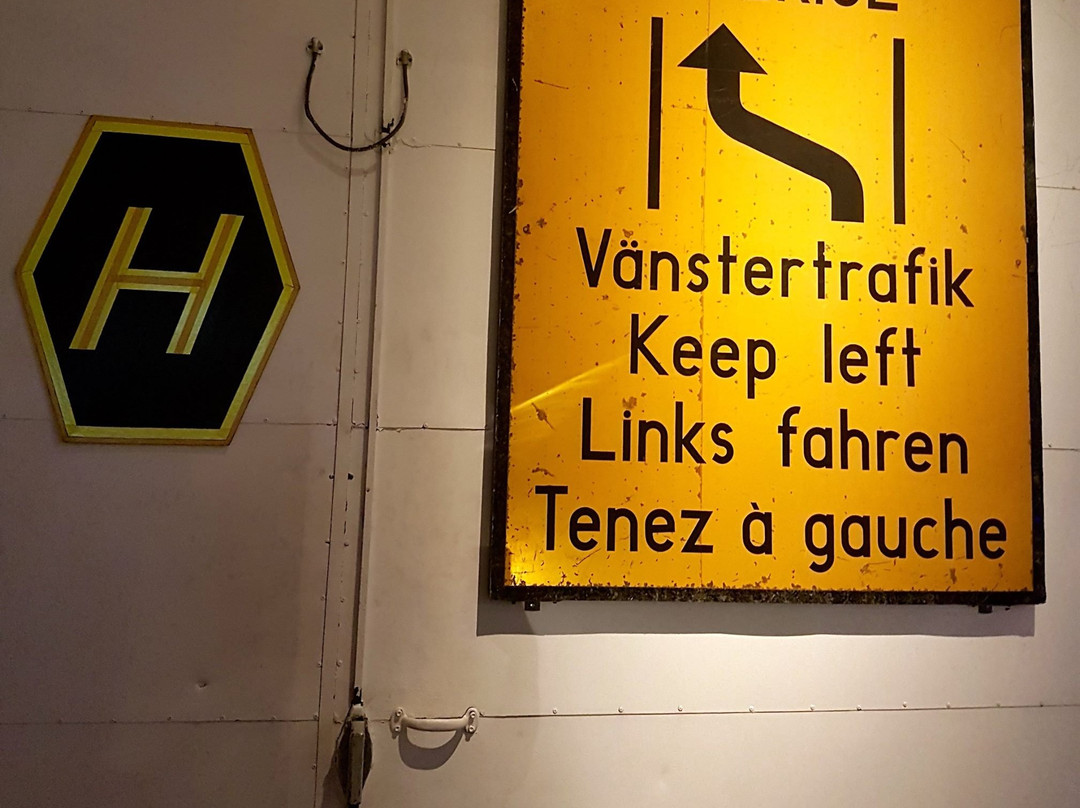 H
Vänstertrafik
Keep left
Links fahren
Tenez à gauche